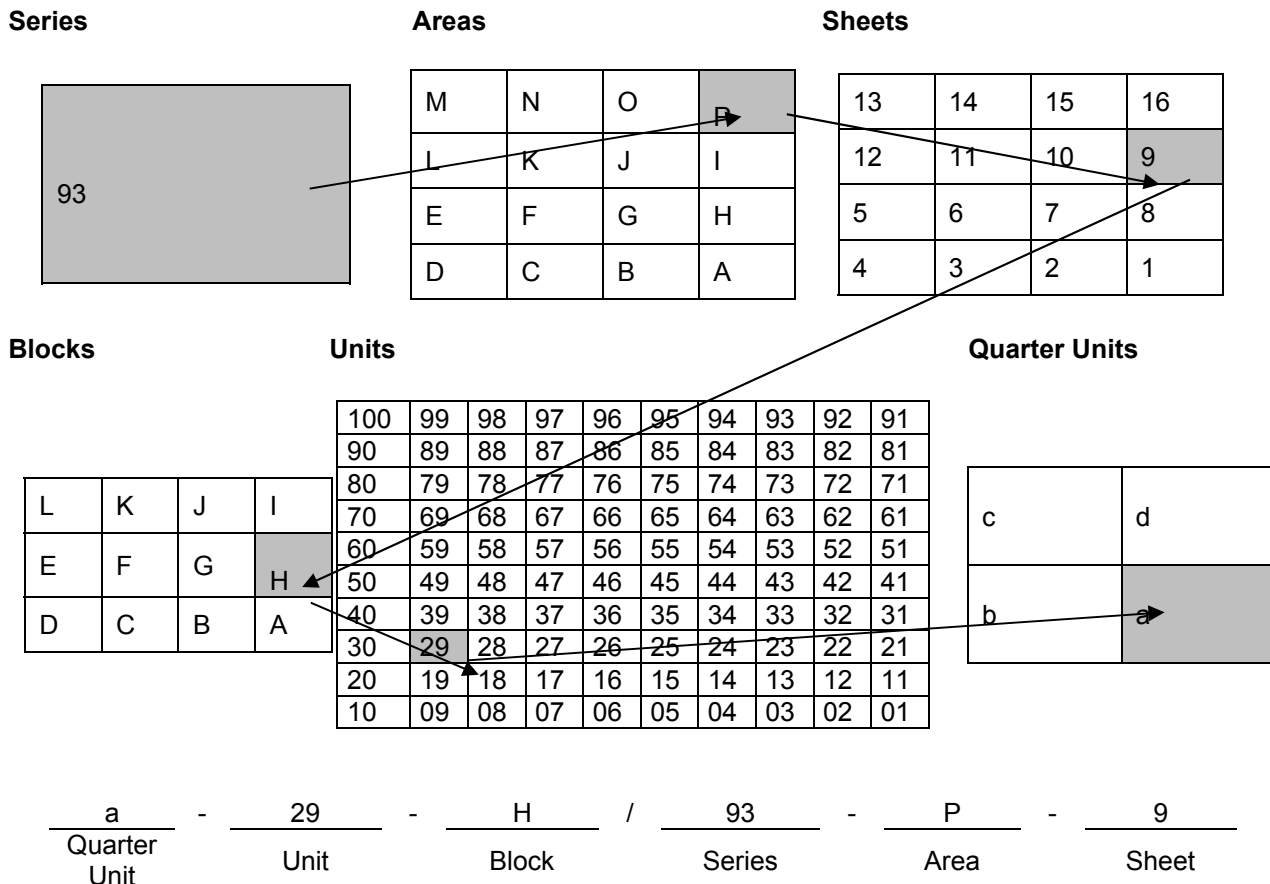 Series Areas Sheets
93
M N O P
L K J I
E F G H
D C B A
13 14 15 16
12 11 10 9
5 6 7 8
4 3 2 1
Blocks Units Quarter Units
L K J I
E F G H
D C B A
100 99 98 97 96 95 94 93 92 91
90 89 88 87 86 85 84 83 82 81
80 79 78 77 76 75 74 73 72 71
70 69 68 67 66 65 64 63 62 61
60 59 58 57 56 55 54 53 52 51
50 49 48 47 46 45 44 43 42 41
40 39 38 37 36 35 34 33 32 31
30 29 28 27 26 25 24 23 22 21
20 19 18 17 16 15 14 13 12 11
10 09 08 07 06 05 04 03 02 01
c d
b a
a - 29 - H / 93 - P - 9
Quarter Unit Unit Block Series Area Sheet